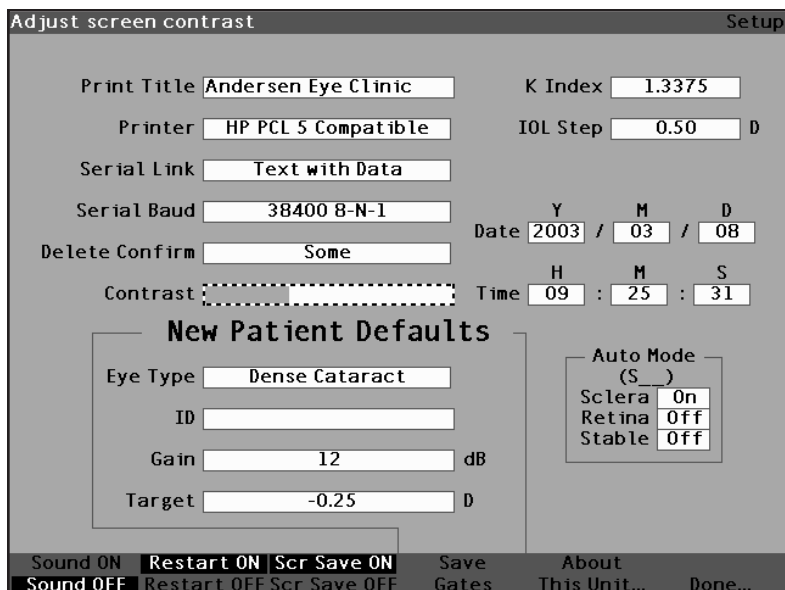 Adjust screen contrast Setup
Print Title Andersen Eye Clinic K Index 1.3375
Printer HP PCL 5 Compatible IOL Step 0.50 D
Serial Link Text with Data
Serial Baud 38400 8-N-1
Y M D
Date 2003 / 03 / 08
Delete Confirm Some
H M S
Contrast Time 09 : 25 : 31
New Patient Defaults
Eye Type Dense Cataract
ID
Gain 12 dB
Target -0.25 D
Auto Mode
(S__)
Sclera On
Retina Off
Stable Off
Sound ON Restart ON Scr Save ON Save About
Sound OFF Restart OFF Scr Save OFF Gates This Unit... Done...